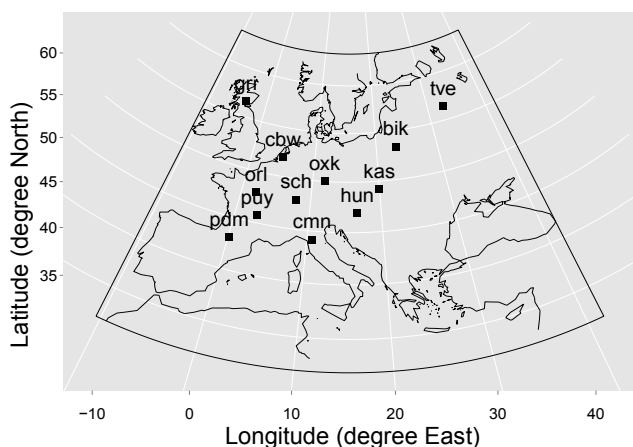 60
55
50
45
40
35
Latitude (degree North)
gri
tve
bik
cbw
oxk
kas
orl
sch
puy
hun
pdm
cmn
−10
0
10
20
30
40
Longitude (degree East)